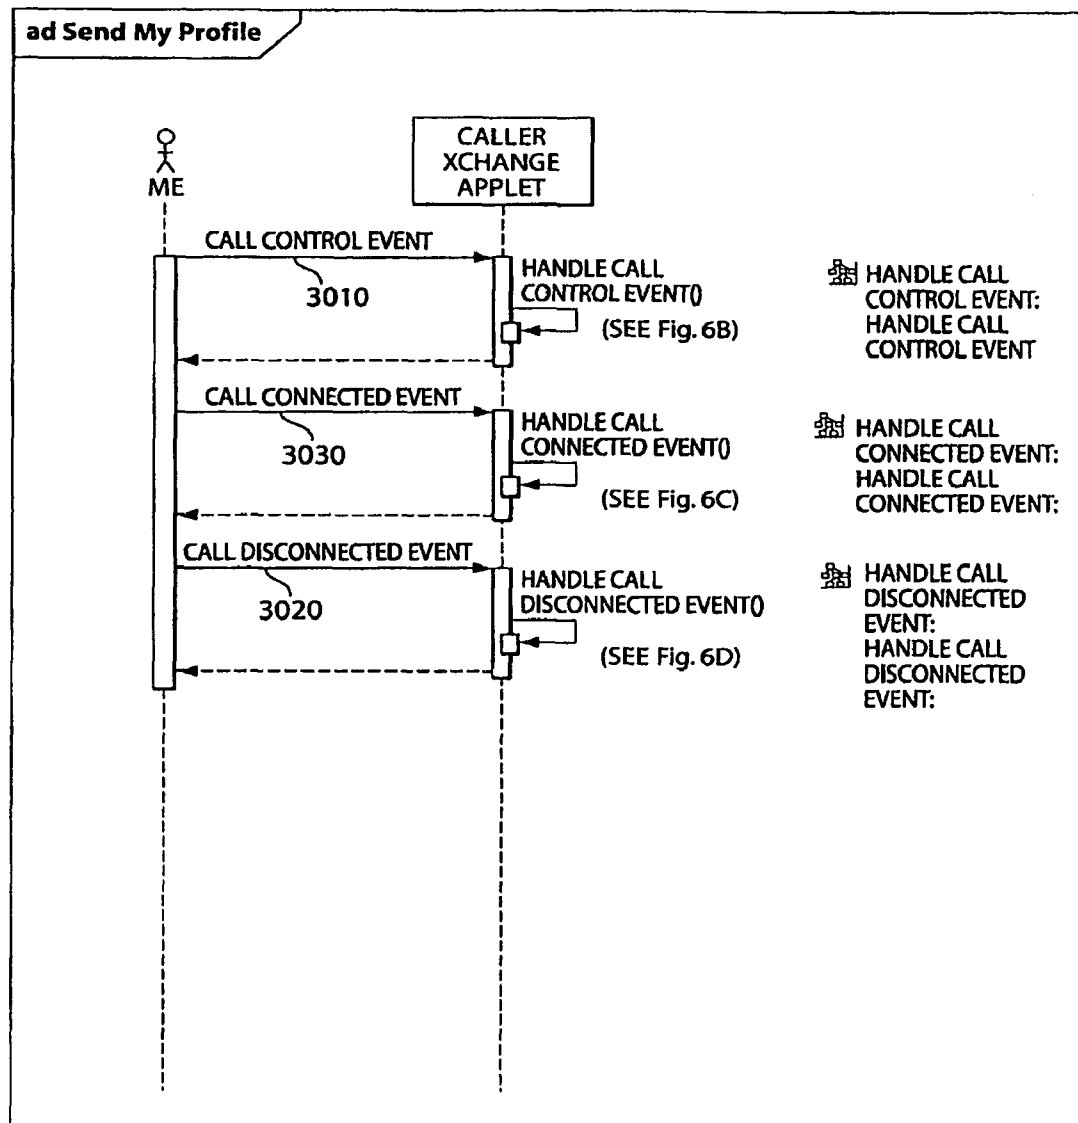 ad Send My Profile
ME
CALLER
XCHANGE
APPLET
CALL CONTROL EVENT
3010
HANDLE CALL
CONTROL EVENT()
(SEE Fig. 6B)
HANDLE CALL
CONTROL EVENT:
HANDLE CALL
CONTROL EVENT
CALL CONNECTED EVENT
3030
HANDLE CALL
CONNECTED EVENT()
(SEE Fig. 6C)
HANDLE CALL
CONNECTED EVENT:
HANDLE CALL
CONNECTED EVENT:
CALL DISCONNECTED EVENT
3020
HANDLE CALL
DISCONNECTED EVENT()
(SEE Fig. 6D)
HANDLE CALL
DISCONNECTED
EVENT:
HANDLE CALL
DISCONNECTED
EVENT: